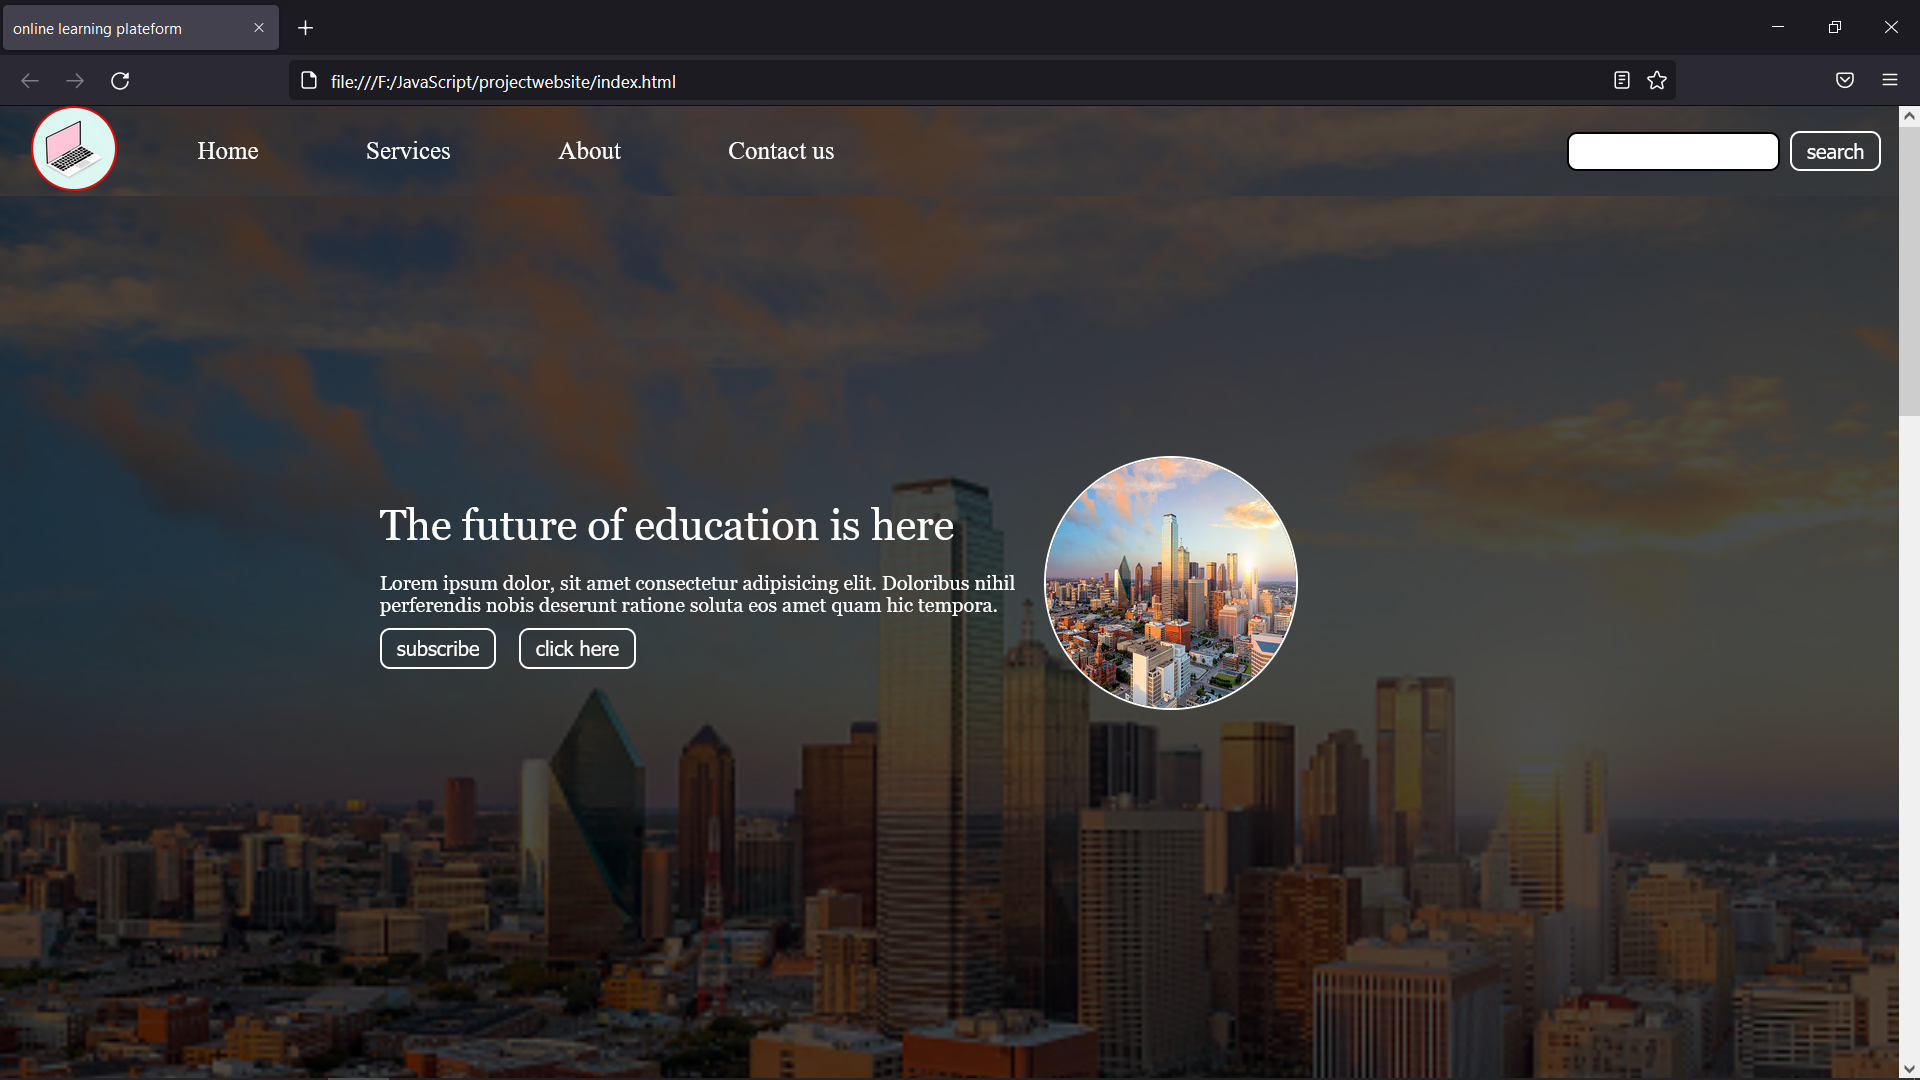 online learning plateform
file:///F:/JavaScript/projectwebsite/index.html
Home
Services
About
Contact us
search
The future of education is here
Lorem ipsum dolor, sit amet consectetur adipisicing elit. Doloribus nihil
perferendis nobis deserunt ratione soluta eos amet quam hic tempora.
subscribe
click here